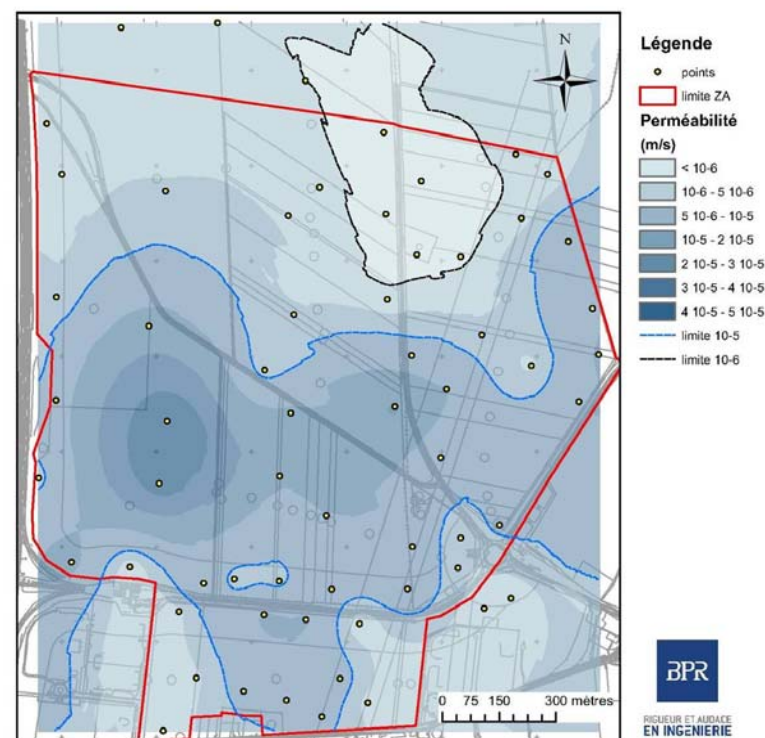 N
Légende
points
limite ZA
Perméabilité
(m/s)
< 10-6
10-6 - 5 10-6
5 10-6 - 10-5
10-5 - 2 10-5
2 10-5 - 3 10-5
3 10-5 - 4 10-5
4 10-5 - 5 10-5
limite 10-5
limite 10-6
0 75 150 300 mètres
BPR
RIGUEUR ET AUDACE
EN INGÉNIERIE